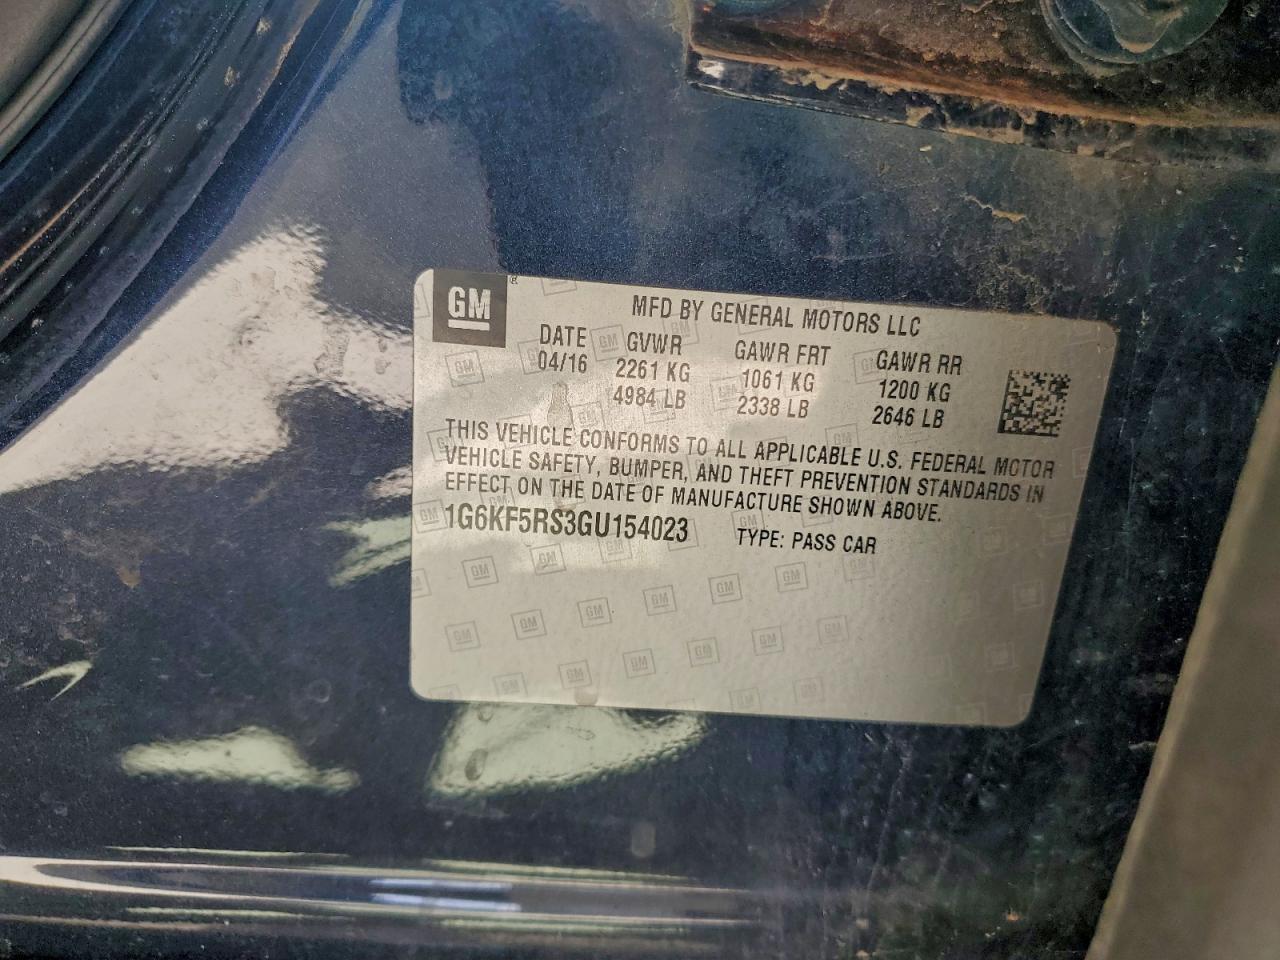 GM
MFD BY GENERAL MOTORS LLC
DATE GVWR GAWR FRT GAWR RR
04/16 2261 KG 1061 KG 1200 KG
4984 LB 2338 LB 2646 LB
THIS VEHICLE CONFORMS TO ALL APPLICABLE U.S. FEDERAL MOTOR
VEHICLE SAFETY, BUMPER, AND THEFT PREVENTION STANDARDS IN
EFFECT ON THE DATE OF MANUFACTURE SHOWN ABOVE.
1G6KF5RS3GU154023 TYPE: PASS CAR